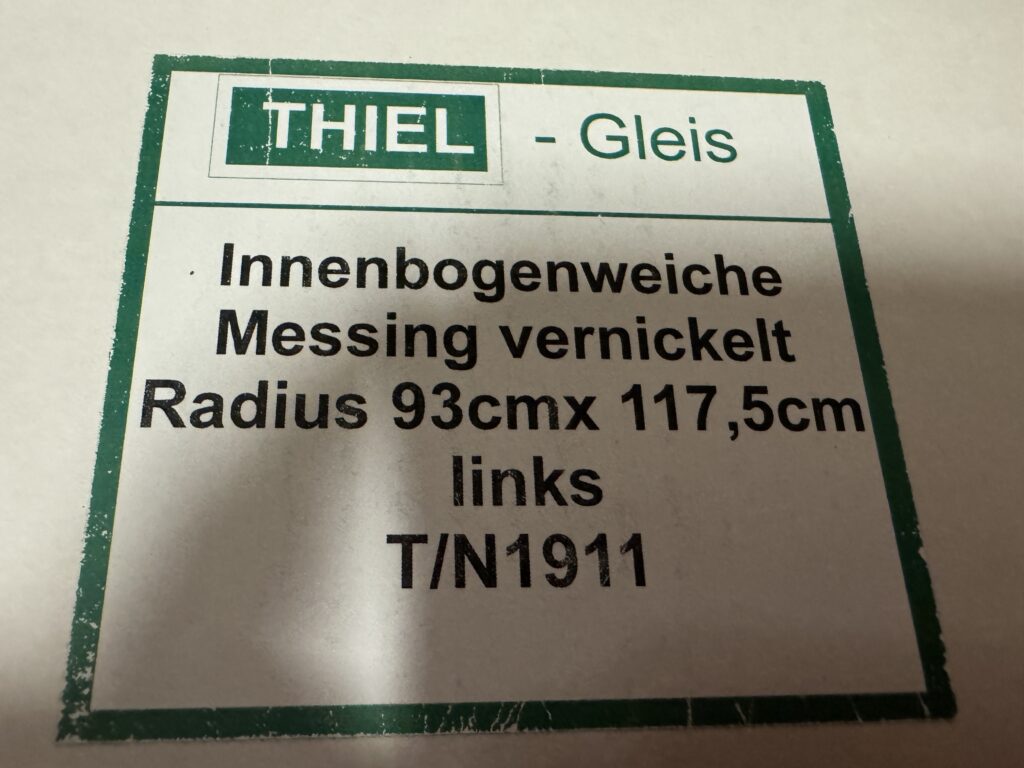 THIEL - Gleis
Innenbogenweiche
Messing vernickelt
Radius 93cmx 117,5cm
links
T/N1911